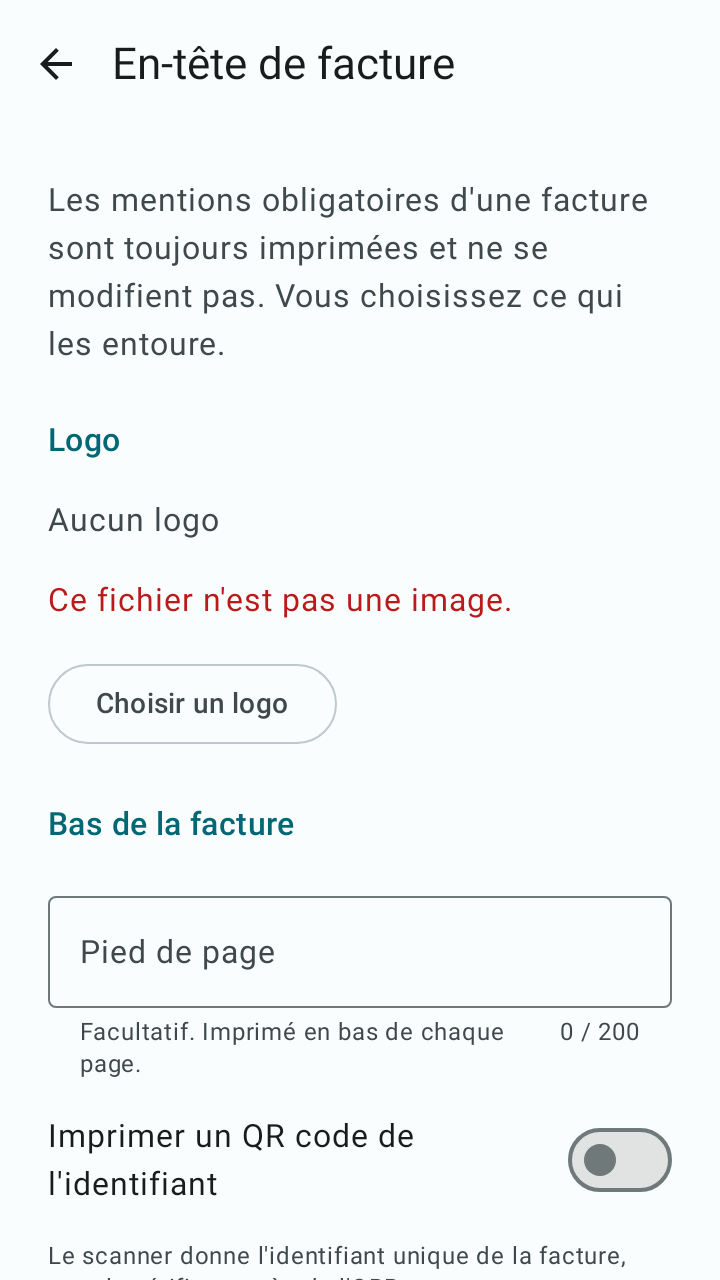 En-tête de facture
Les mentions obligatoires d'une facture
sont toujours imprimées et ne se
modifient pas. Vous choisissez ce qui
les entoure.
Logo
Aucun logo
Ce fichier n'est pas une image.
Choisir un logo
Bas de la facture
Pied de page
Facultatif. Imprimé en bas de chaque
page.
0 / 200
Imprimer un QR code de
l'identifiant
Le scanner donne l'identifiant unique de la facture,